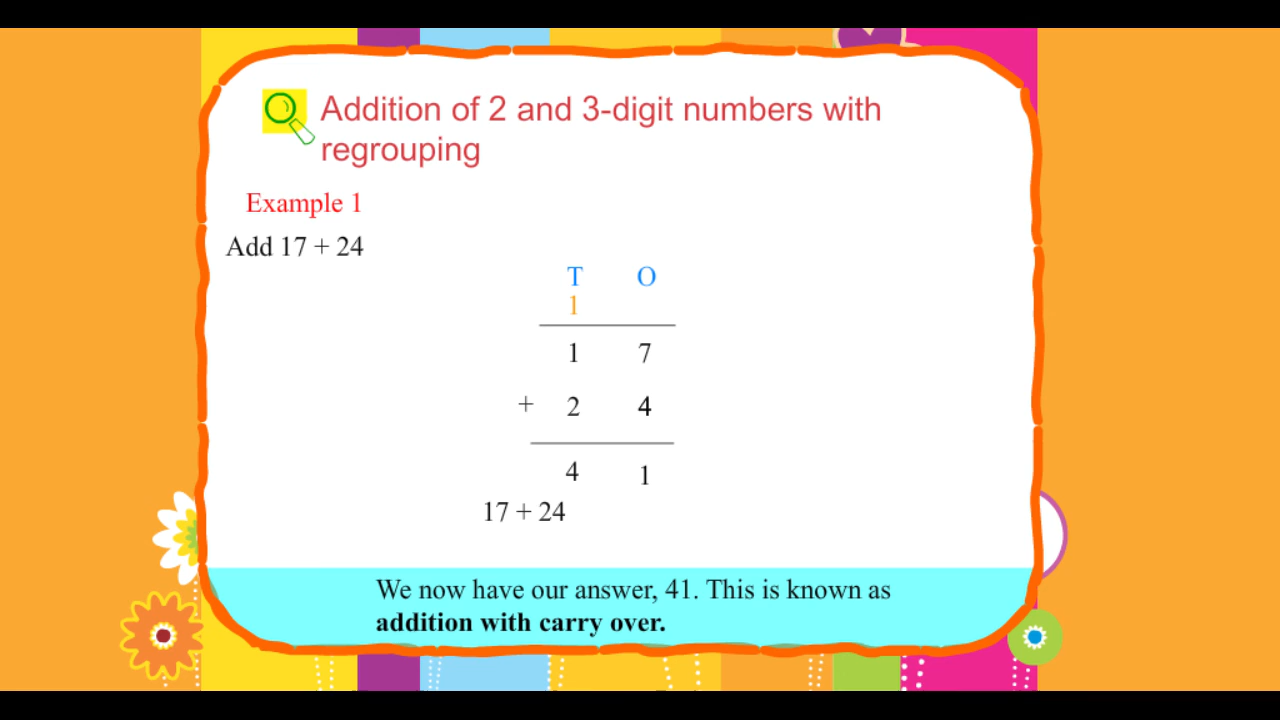 Addition of 2 and 3-digit numbers with
regrouping
Example 1
Add 17 + 24
T O
1
1 7
+ 2 4
4 1
17 + 24
We now have our answer, 41. This is known as
addition with carry over.